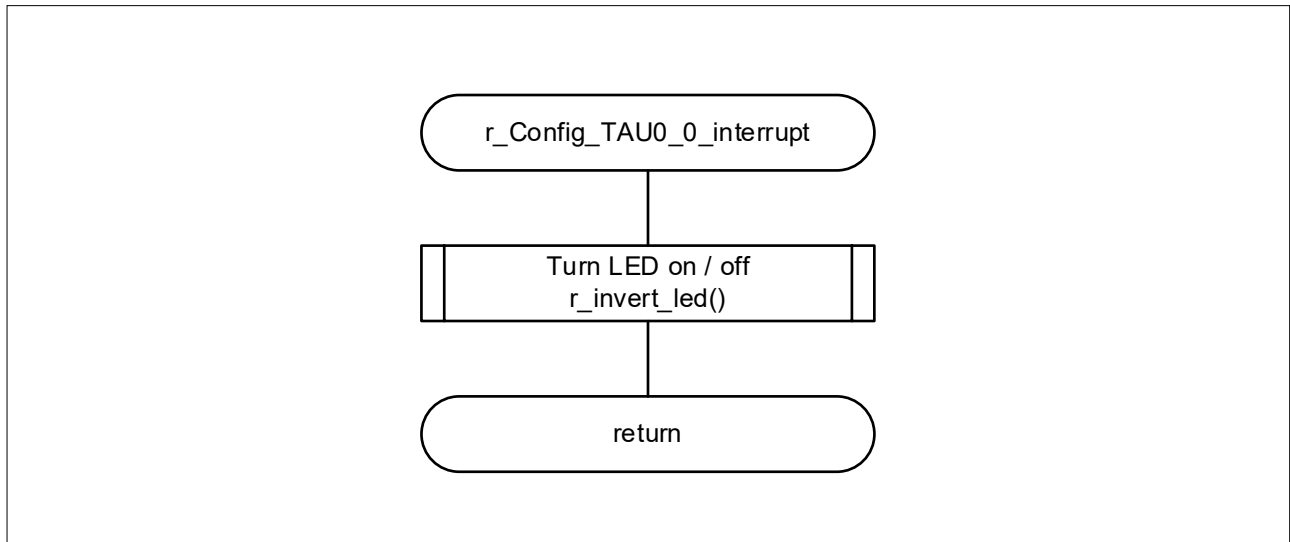 r_Config_TAU0_0_interrupt
Turn LED on / off
r_invert_led()
return